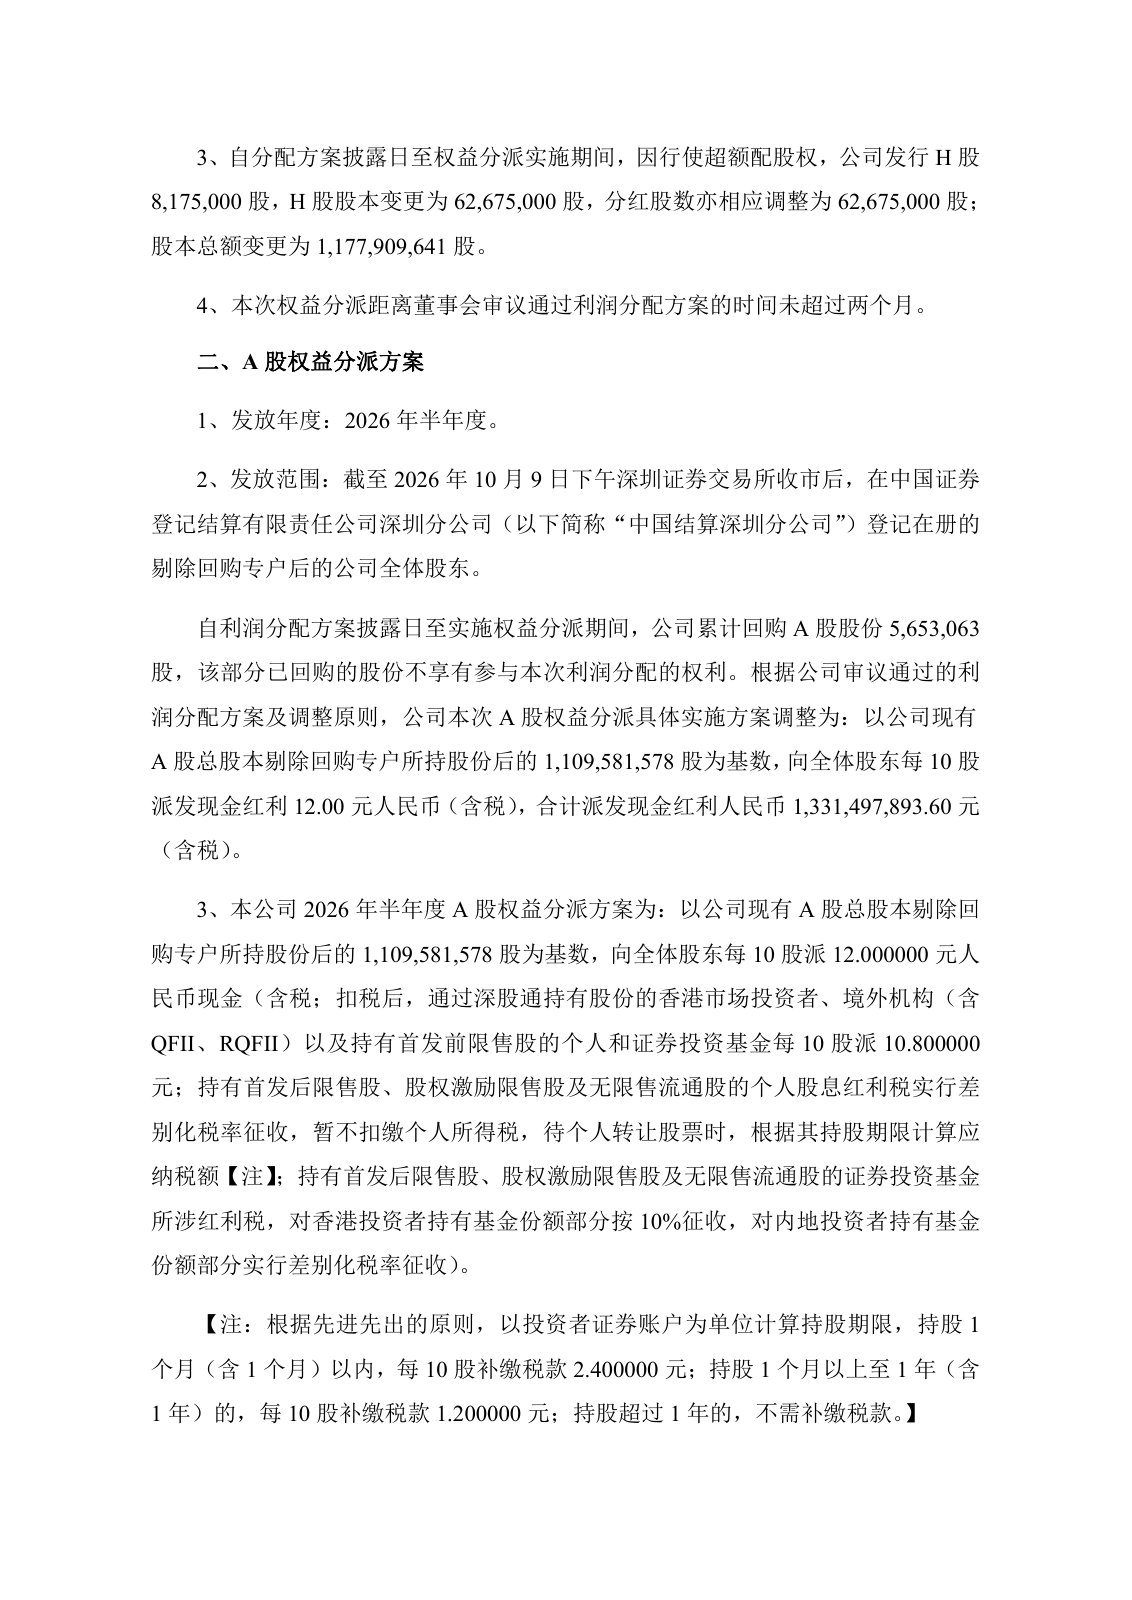 3、自分配方案披露日至权益分派实施期间，因行使超额配股权，公司发行 H 股
8,175,000 股，H 股股本变更为 62,675,000 股，分红股数亦相应调整为 62,675,000 股；
股本总额变更为 1,177,909,641 股。
4、本次权益分派距离董事会审议通过利润分配方案的时间未超过两个月。
二、A 股权益分派方案
1、发放年度：2026 年半年度。
2、发放范围：截至 2026 年 10 月 9 日下午深圳证券交易所收市后，在中国证券
登记结算有限责任公司深圳分公司（以下简称“中国结算深圳分公司”）登记在册的
剔除回购专户后的公司全体股东。
自利润分配方案披露日至实施权益分派期间，公司累计回购 A 股股份 5,653,063
股，该部分已回购的股份不享有参与本次利润分配的权利。根据公司审议通过的利
润分配方案及调整原则，公司本次 A 股权益分派具体实施方案调整为：以公司现有
A 股总股本剔除回购专户所持股份后的 1,109,581,578 股为基数，向全体股东每 10 股
派发现金红利 12.00 元人民币（含税），合计派发现金红利人民币 1,331,497,893.60 元
（含税）。
3、本公司 2026 年半年度 A 股权益分派方案为：以公司现有 A 股总股本剔除回
购专户所持股份后的 1,109,581,578 股为基数，向全体股东每 10 股派 12.000000 元人
民币现金（含税；扣税后，通过深股通持有股份的香港市场投资者、境外机构（含
QFII、RQFII）以及持有首发前限售股的个人和证券投资基金每 10 股派 10.800000
元；持有首发后限售股、股权激励限售股及无限售流通股的个人股息红利税实行差
别化税率征收，暂不扣缴个人所得税，待个人转让股票时，根据其持股期限计算应
纳税额【注】；持有首发后限售股、股权激励限售股及无限售流通股的证券投资基金
所涉红利税，对香港投资者持有基金份额部分按 10%征收，对内地投资者持有基金
份额部分实行差别化税率征收）。
【注：根据先进先出的原则，以投资者证券账户为单位计算持股期限，持股 1
个月（含 1 个月）以内，每 10 股补缴税款 2.400000 元；持股 1 个月以上至 1 年（含
1 年）的，每 10 股补缴税款 1.200000 元；持股超过 1 年的，不需补缴税款。】